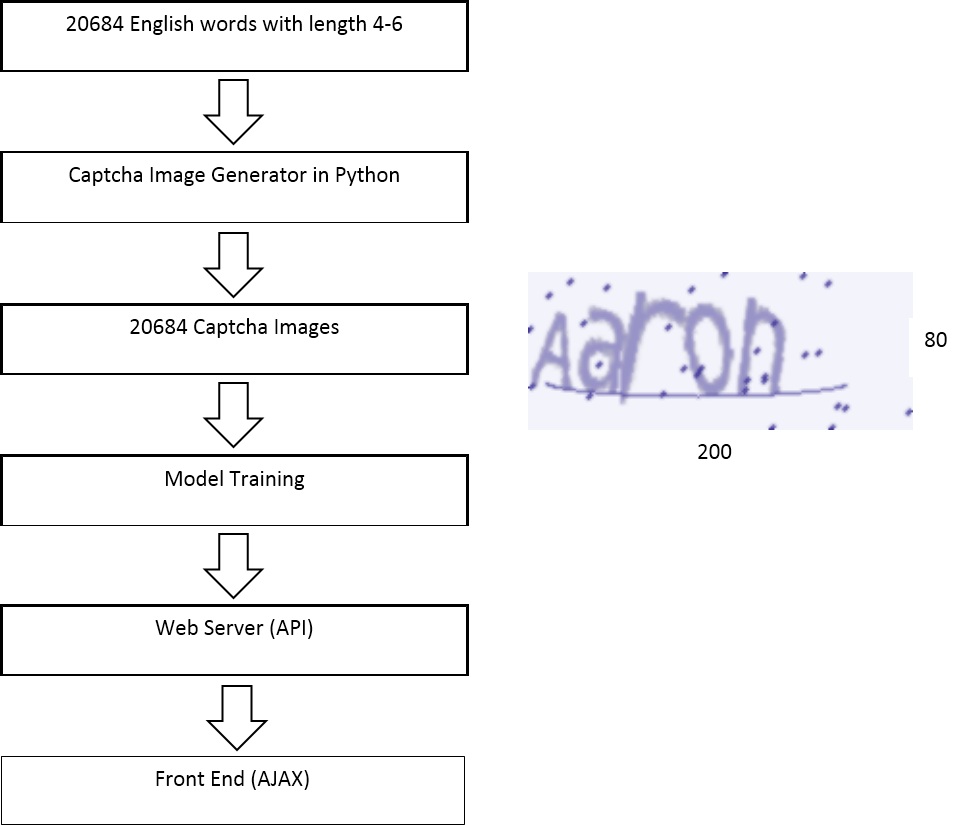 20684 English words with length 4-6
Captcha Image Generator in Python
20684 Captcha Images
Model Training
Web Server (API)
Front End (AJAX)
Aaron
80
200